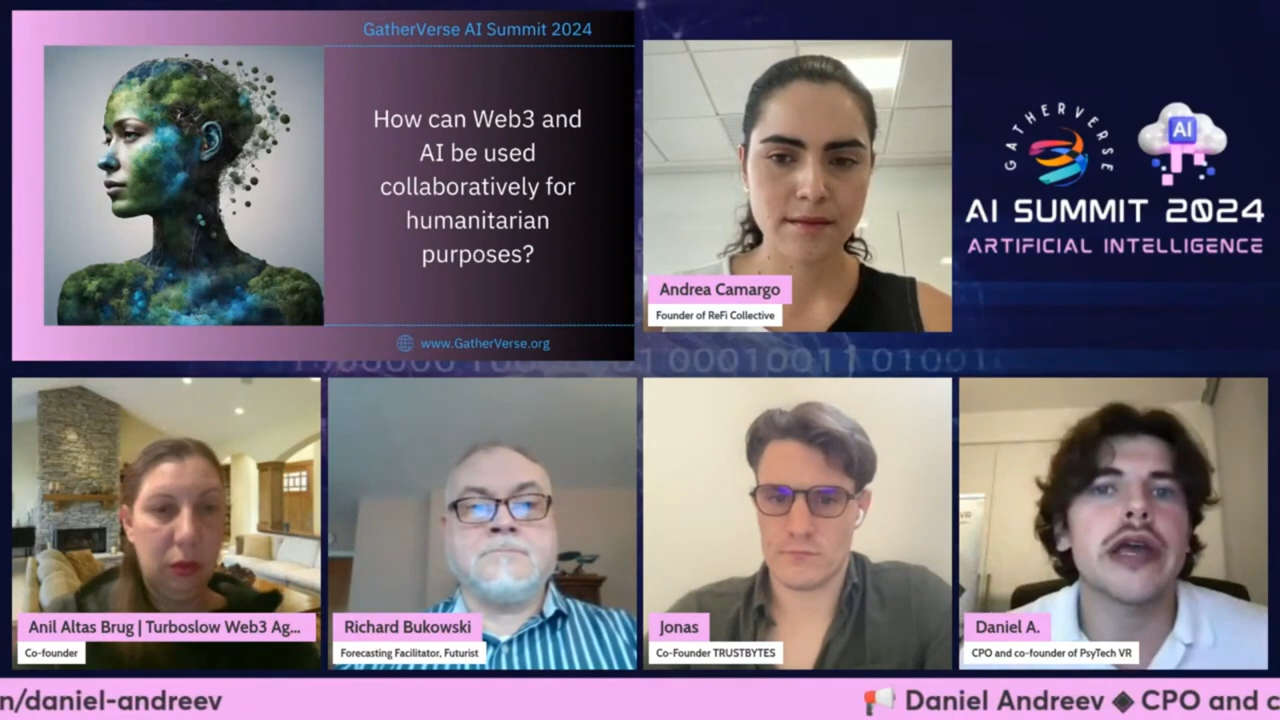 GatherVerse AI Summit 2024
How can Web3 and
AI be used
collaboratively for
humanitarian
purposes?
www.GatherVerse.org
Andrea Camargo
Founder of ReFi Collective
GATHERVERSE
AI
AI SUMMIT 2024
ARTIFICIAL INTELLIGENCE
Anil Altas Brug | Turboslow Web3 Ag...
Co-founder
Richard Bukowski
Forecasting Facilitator, Futurist
Jonas
Co-Founder TRUSTBYTES
Daniel A.
CPO and co-founder of PsyTech VR
n/daniel-andreev
Daniel Andreev ◈ CPO and c